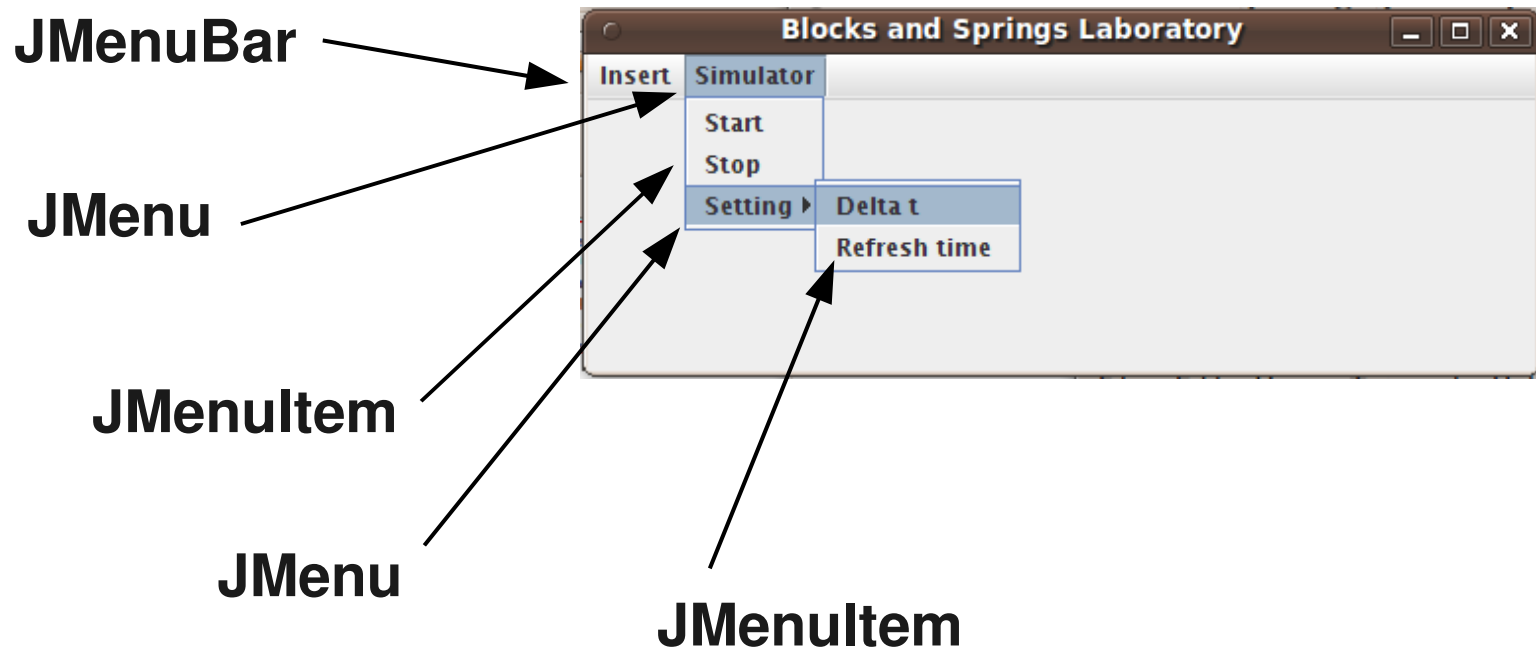 JMenuBar
Blocks and Springs Laboratory
Insert Simulator
Start
Stop
JMenu
Setting Delta t
Refresh time
JMenuItem
JMenu
JMenuItem